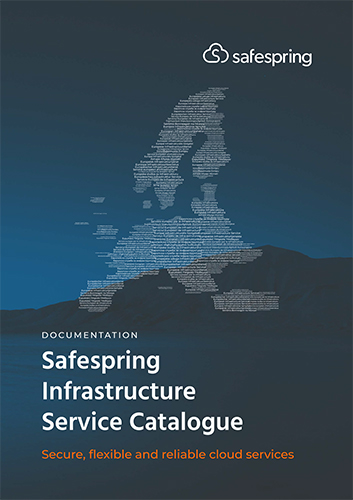 safespring
DOCUMENTATION
Safespring
Infrastructure
Service Catalogue
Secure, flexible and reliable cloud services